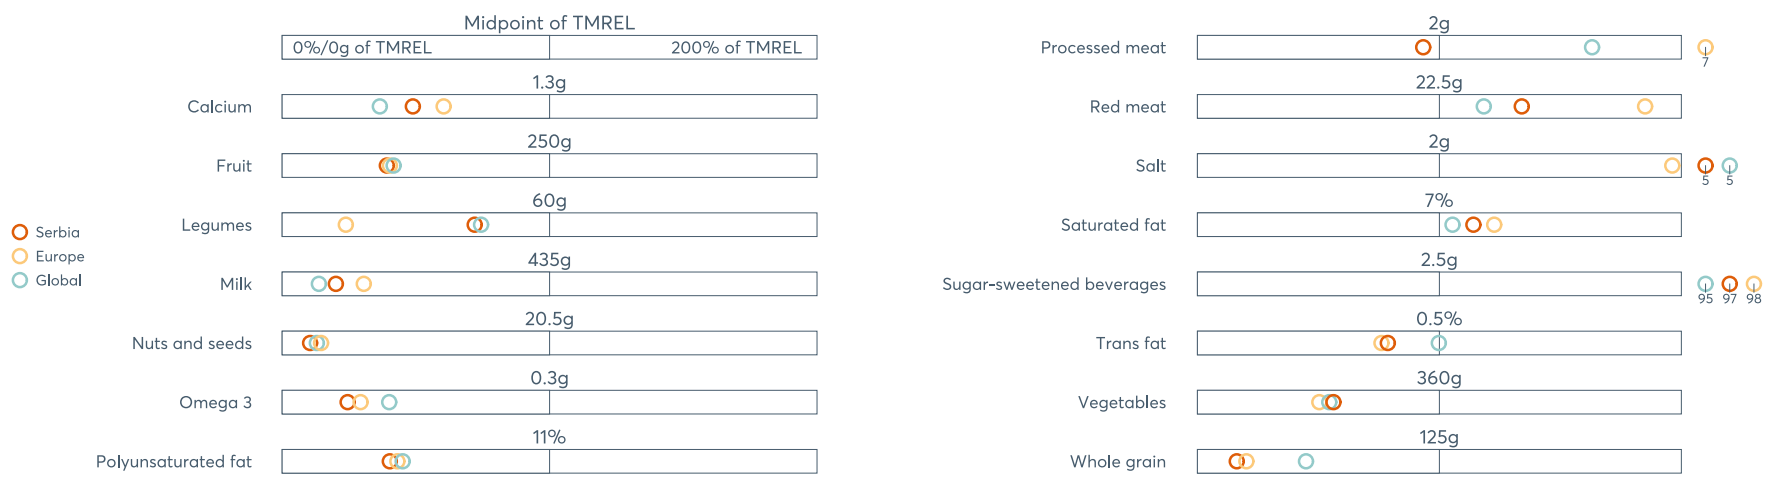 Midpoint of TMREL
0%/0g of TMREL 200% of TMREL
1.3g
Calcium
250g
Fruit
60g
Legumes
435g
Milk
20.5g
Nuts and seeds
0.3g
Omega 3
11%
Polyunsaturated fat
Serbia
Europe
Global
2g
Processed meat
7
22.5g
Red meat
2g
Salt
5 5
7%
Saturated fat
2.5g
Sugar-sweetened beverages
95 97 98
0.5%
Trans fat
360g
Vegetables
125g
Whole grain